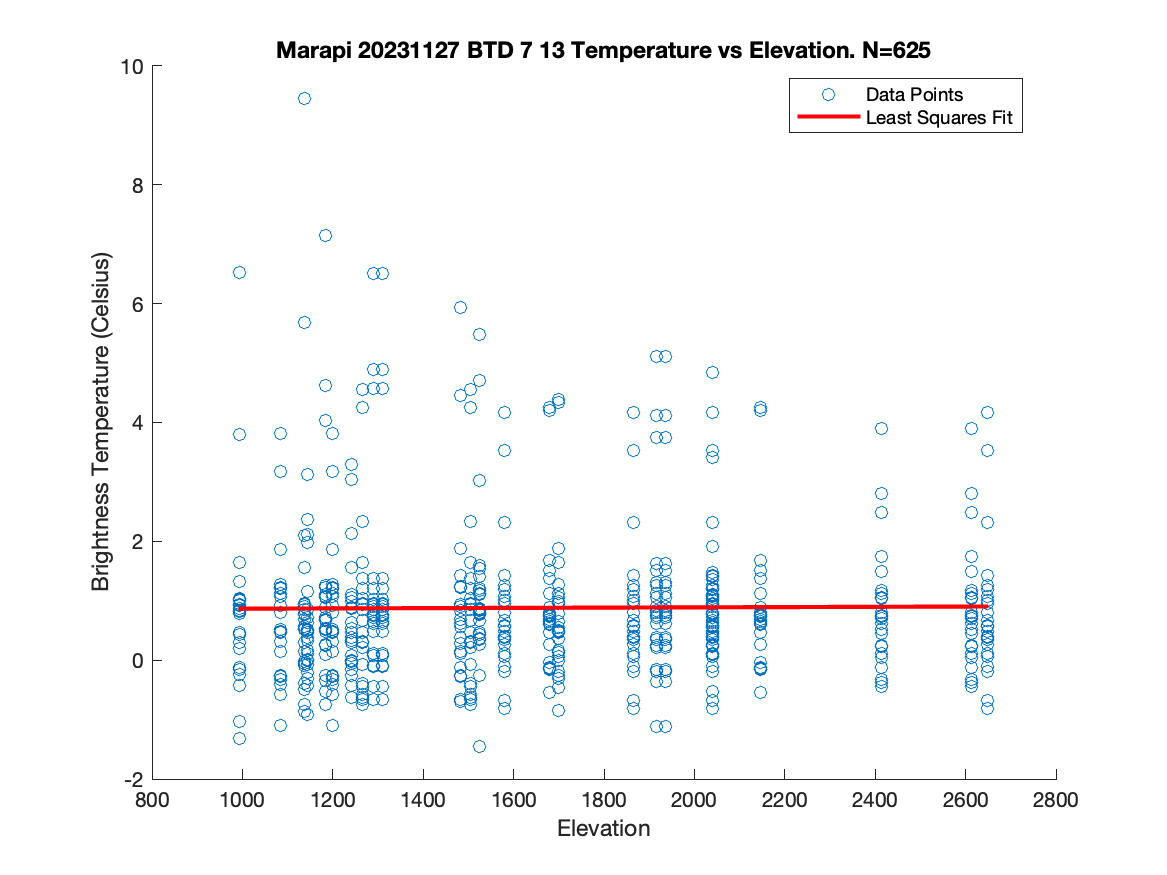 Marapi 20231127 BTD 7 13 Temperature vs Elevation. N=625
Data Points
Least Squares Fit
Brightness Temperature (Celsius)
10
8
6
4
2
0
-2
800 1000 1200 1400 1600 1800 2000 2200 2400 2600 2800
Elevation